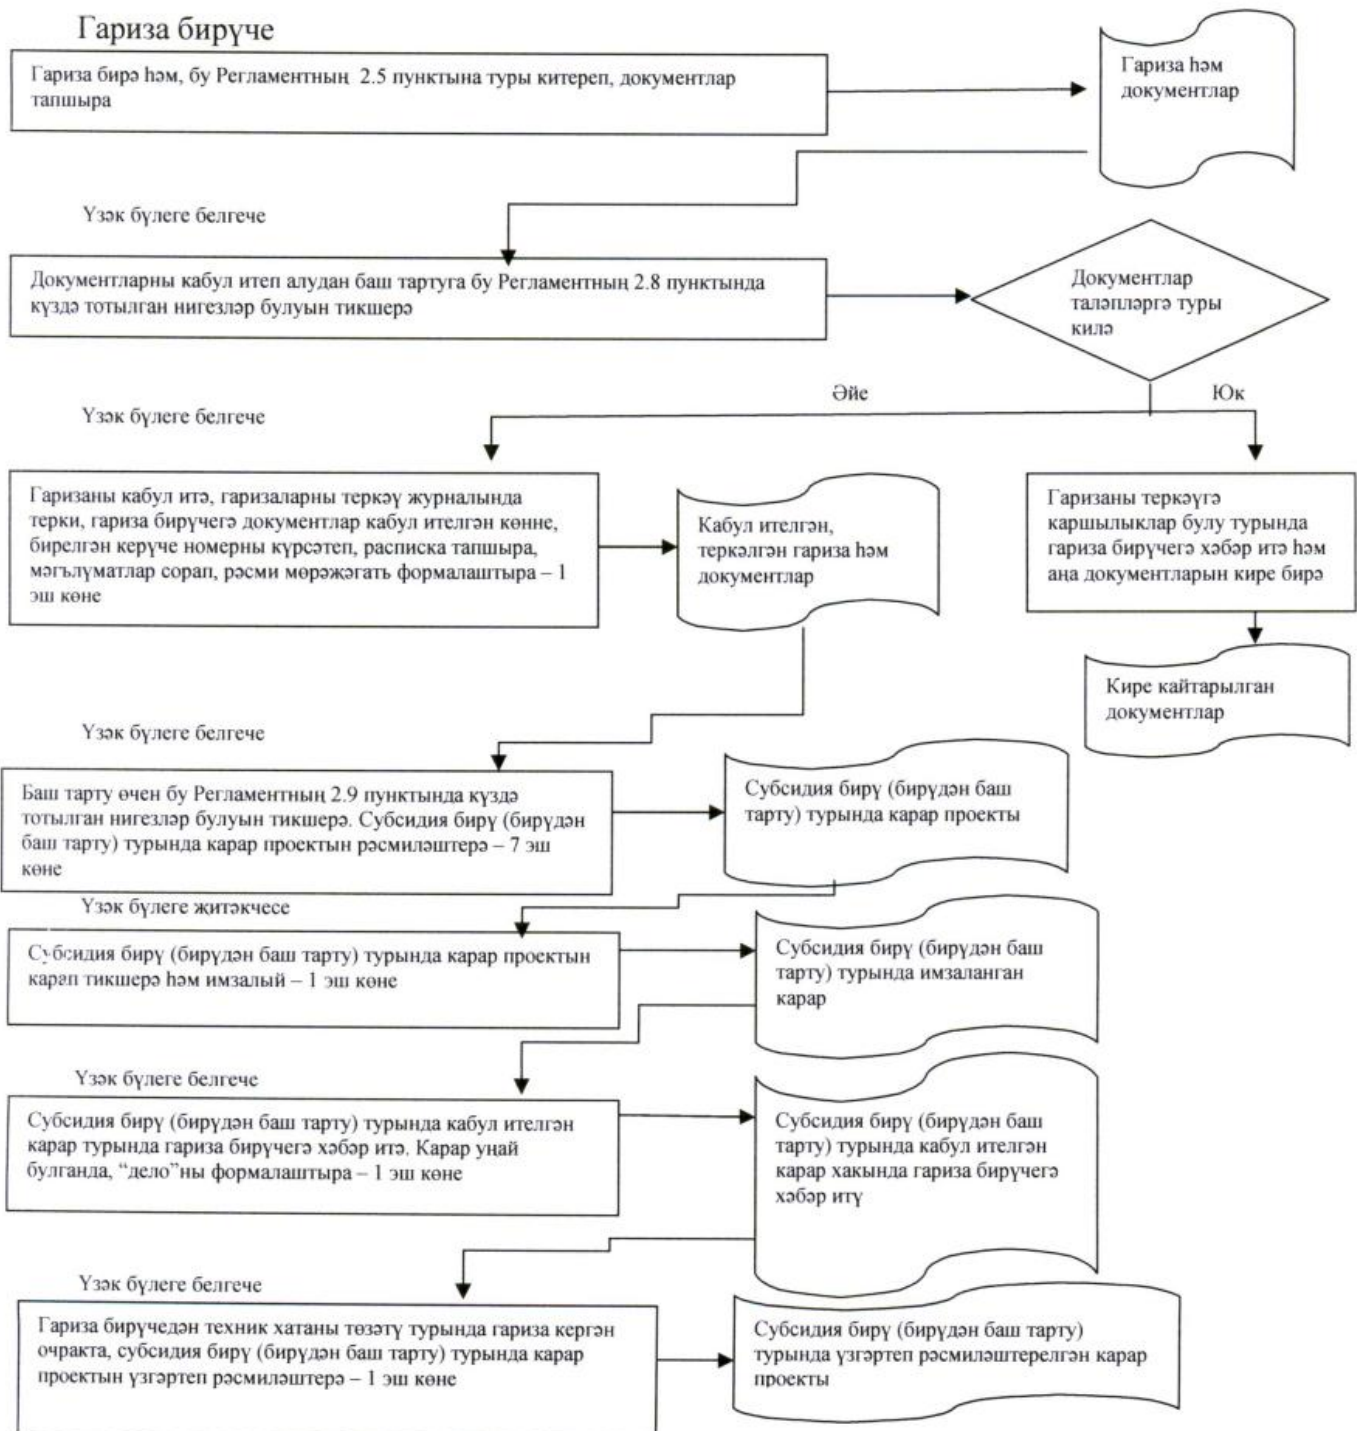 Гариза бирүче
Гариза бирә һәм, бу Регламентның 2.5 пунктына туры китереп, документлар
тапшыра
Гариза һәм
документлар
Үзәк бүлеге белгече
Документларны кабул итеп алудан баш тартуга бу Регламентның 2.8 пунктында
күздә тотылган нигезләр булуын тикшерә
Документлар
таләпләргә туры
килә
Әйе
Юк
Үзәк бүлеге белгече
Гаризаны кабул итә, гаризаларны теркәү журналында
терки, гариза бирүчегә документлар кабул ителгән көнне,
бирелгән керүче номерны күрсәтеп, расписка тапшыра,
мәгълүматлар сорап, рәсми мөрәҗәгать формалаштыра – 1
эш көне
Кабул ителгән,
теркәлгән гариза һәм
документлар
Гаризаны теркәүгә
каршылыклар булу турында
гариза бирүчегә хәбәр итә һәм
аңа документларын кире бирә
Кире кайтарылган
документлар
Үзәк бүлеге белгече
Баш тарту өчен бу Регламентның 2.9 пунктында күздә
тотылган нигезләр булуын тикшерә. Субсидия бирү (бирүдән
баш тарту) турында карар проектын рәсмиләштерә – 7 эш
көне
Субсидия бирү (бирүдән баш
тарту) турында карар проекты
Үзәк бүлеге җитәкчесе
Субсидия бирү (бирүдән баш тарту) турында карар проектын
карап тикшерә һәм имзалый – 1 эш көне
Субсидия бирү (бирүдән баш
тарту) турында имзаланган
карар
Үзәк бүлеге белгече
Субсидия бирү (бирүдән баш тарту) турында кабул ителгән
карар турында гариза бирүчегә хәбәр итә. Карар уңай
булганда, “дело”ны формалаштыра – 1 эш көне
Субсидия бирү (бирүдән баш
тарту) турында кабул ителгән
карар хакында гариза бирүчегә
хәбәр итү
Үзәк бүлеге белгече
Гариза бирүчедән техник хатаны төзәтү турында гариза кергән
очракта, субсидия бирү (бирүдән баш тарту) турында карар
проектын үзгәртеп рәсмиләштерә – 1 эш көне
Субсидия бирү (бирүдән баш тарту)
турында үзгәртеп рәсмиләштерелгән карар
проекты